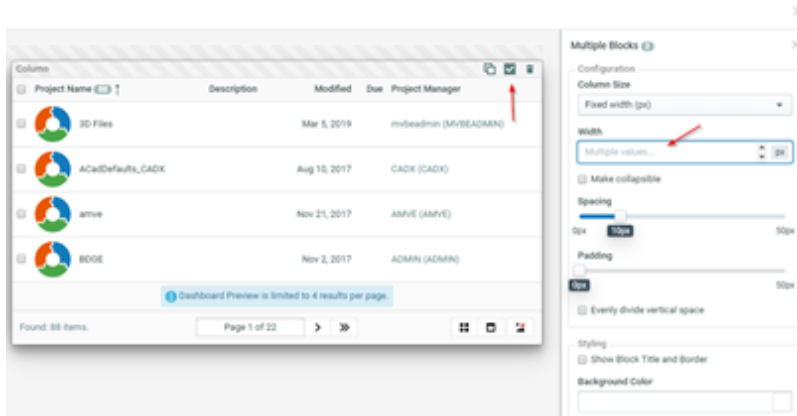 Multiple Blocks
Configuration
Column Size
Fixed width (px)
Width
Multiple values...
px
Make collapsible
Spacing
0px 10px 50px
Padding
0px 50px
Evenly divide vertical space
Styling
Show Block Title and Border
Background Color
Column
Project Name Description Modified Due Project Manager
3D Files Mar 5, 2019 mvbeadmin (MVBEADMIN)
ACadDefaults_CADX Aug 10, 2017 CADX (CADX)
amve Nov 21, 2017 AMVE (AMVE)
BDGE Nov 2, 2017 ADMIN (ADMIN)
Dashboard Preview is limited to 4 results per page.
Found: 88 items. Page 1 of 22